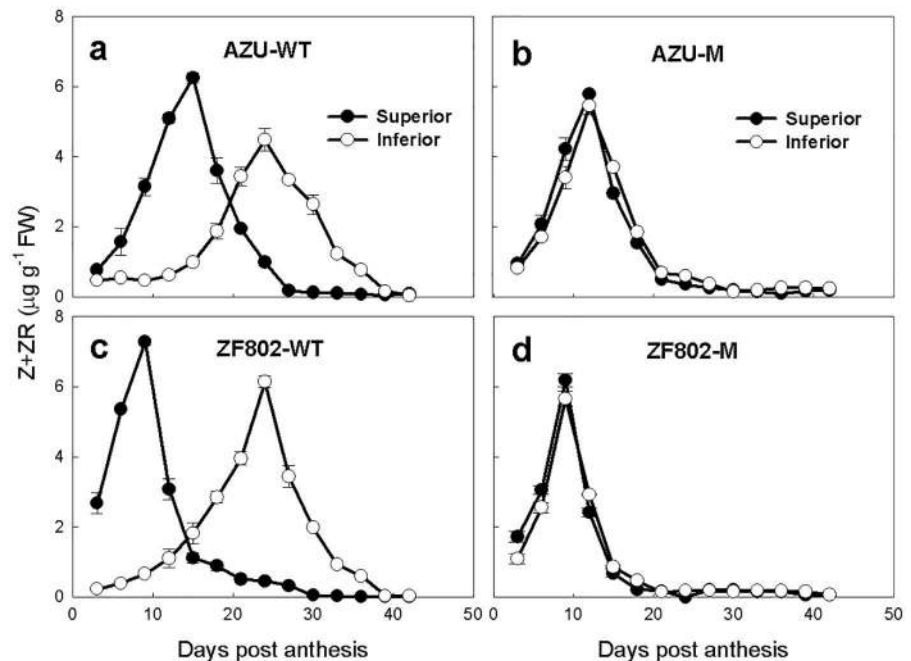 8
6
4
2
0
a
AZU-WT
Superior
Inferior
b
AZU-M
Superior
Inferior
Z+ZR (µg g⁻¹ FW)
8
6
4
2
0
c
ZF802-WT
d
ZF802-M
0 10 20 30 40 50
0 10 20 30 40 50
Days post anthesis
Days post anthesis